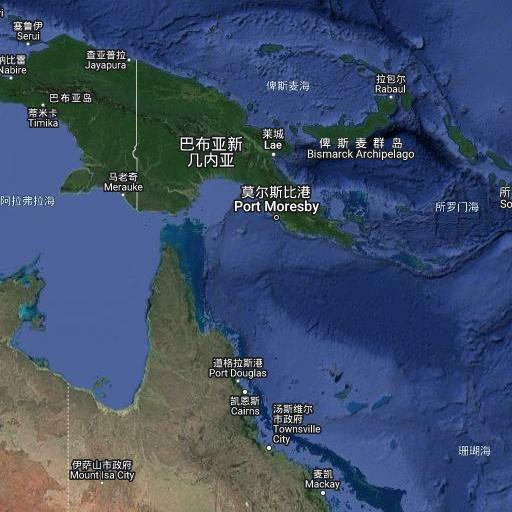 塞鲁伊
Serui
纳比雷
Nabire
查亚普拉
Jayapura
巴布亚岛
蒂米卡
Timika
俾斯麦海
拉包尔
Rabaul
莱城
Lae
俾斯麦群岛
Bismarck Archipelago
巴布亚新
几内亚
马老奇
Merauke
阿拉弗拉海
莫尔斯比港
Port Moresby
所罗门海
所
So
道格拉斯港
Port Douglas
凯恩斯
Cairns
汤斯维尔
市政府
Townsville
City
珊瑚海
伊萨山市政府
Mount Isa City
麦凯
Mackay